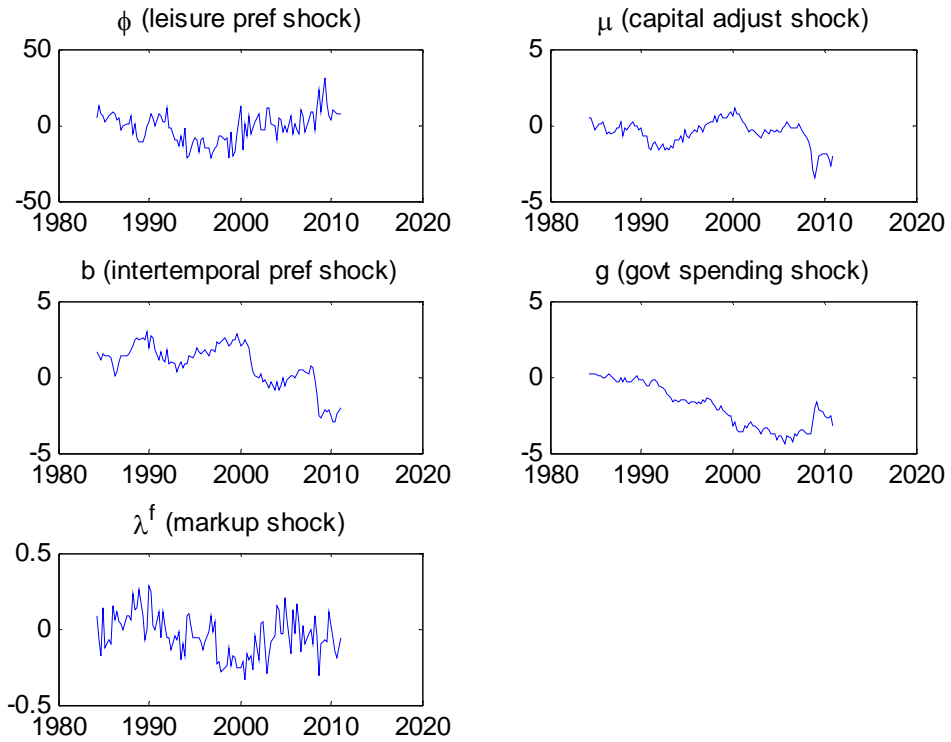 ϕ (leisure pref shock)
50
0
-50
1980 1990 2000 2010 2020
μ (capital adjust shock)
5
0
-5
1980 1990 2000 2010 2020
b (intertemporal pref shock)
5
0
-5
1980 1990 2000 2010 2020
g (govt spending shock)
5
0
-5
1980 1990 2000 2010 2020
λ^f (markup shock)
0.5
0
-0.5
1980 1990 2000 2010 2020